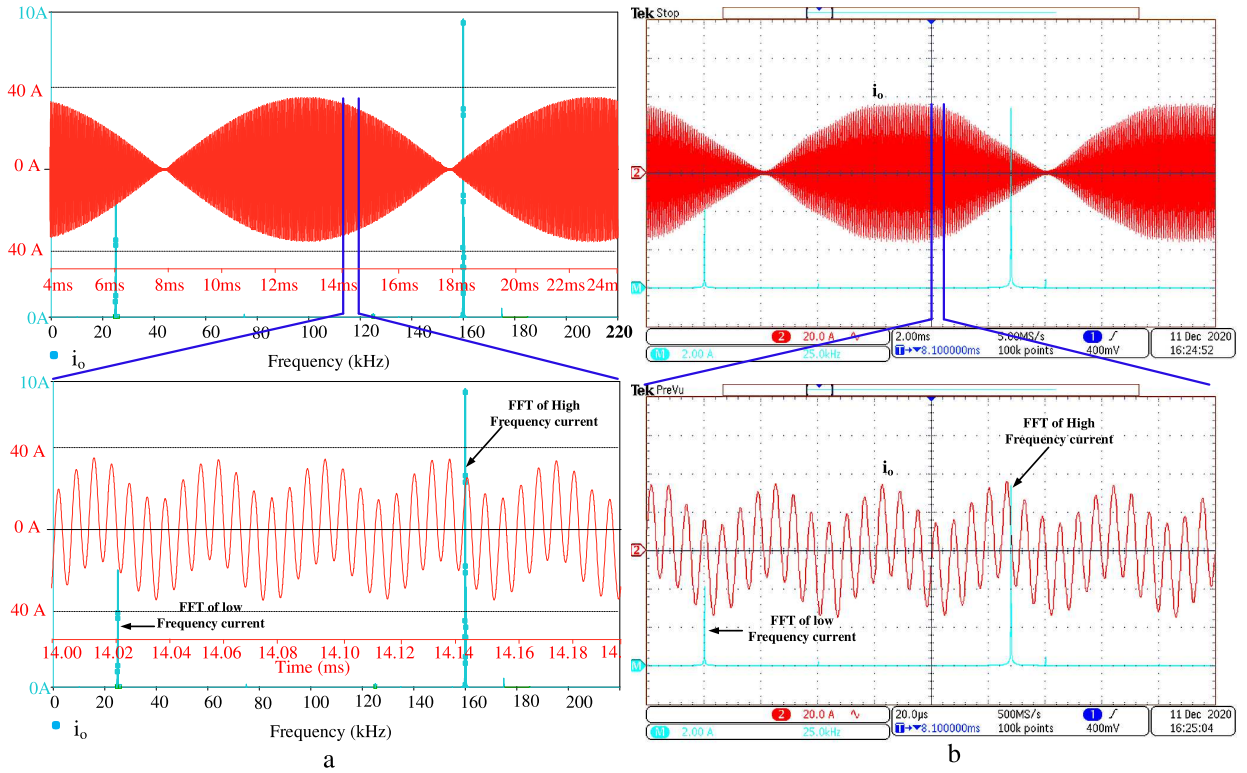 10A
40 A
0 A
40 A
4ms 6ms 8ms 10ms 12ms 14ms 16ms 18ms 20ms 22ms 24m
0A
0 20 40 60 80 100 120 140 160 180 200 220
Frequency (kHz)
io
10A
FFT of High
Frequency current
40 A
0 A
40 A
FFT of low
Frequency current
14.00 14.02 14.04 14.06 14.08 14.10 14.12 14.14 14.16 14.18 14.
Time (ms)
0A
0 20 40 60 80 100 120 140 160 180 200
Frequency (kHz)
io
a
Tek Stop
io
2
M
2 20.0 A 2.00ms 5.00MS/s 1 11 Dec 2020
M 2.00 A 25.0kHz T 8.100000ms 100k points 400mV 16:24:52
Tek PreVu
FFT of High
Frequency current
io
2
FFT of low
Frequency current
M
2 20.0 A 20.0µs 500MS/s 1 11 Dec 2020
M 2.00 A 25.0kHz T 8.100000ms 100k points 400mV 16:25:04
b